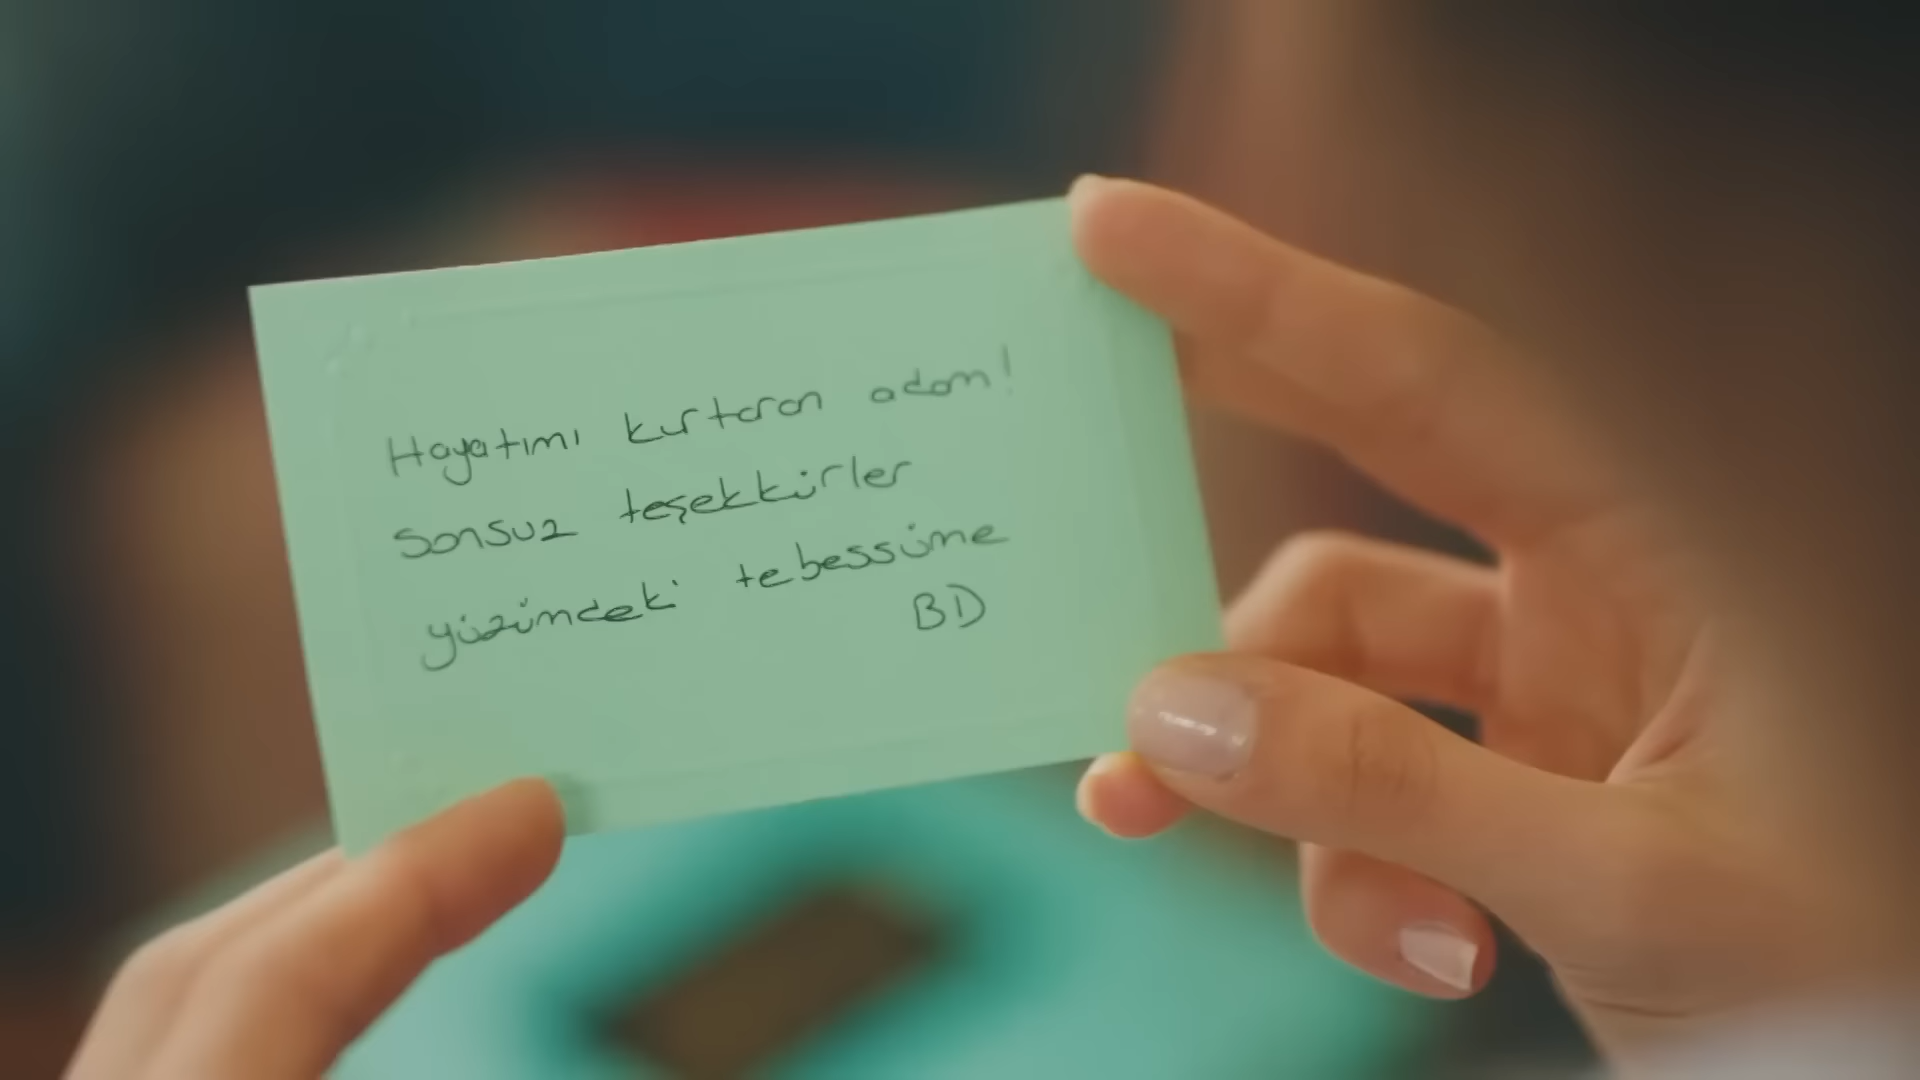 Hayatımı kurtaran adam!
Sonsuz teşekkürler
yüzümdeki tebessüme
BD